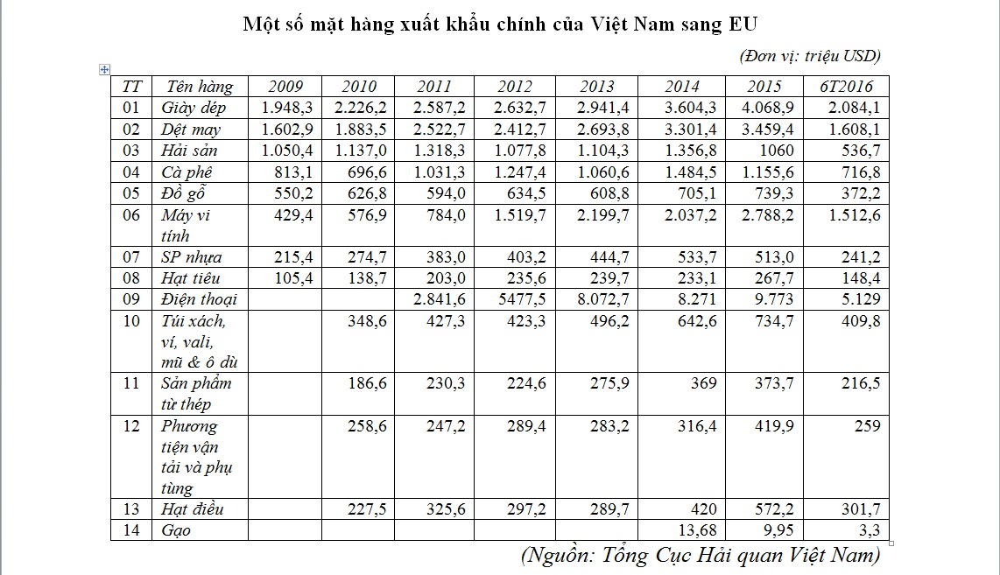 Một số mặt hàng xuất khẩu chính của Việt Nam sang EU
(Đơn vị: triệu USD)
TT Tên hàng 2009 2010 2011 2012 2013 2014 2015 6T2016
01 Giày dép 1.948,3 2.226,2 2.587,2 2.632,7 2.941,4 3.604,3 4.068,9 2.084,1
02 Dệt may 1.602,9 1.883,5 2.522,7 2.412,7 2.693,8 3.301,4 3.459,4 1.608,1
03 Hải sản 1.050,4 1.137,0 1.318,3 1.077,8 1.104,3 1.356,8 1060 536,7
04 Cà phê 813,1 696,6 1.031,3 1.247,4 1.060,6 1.484,5 1.155,6 716,8
05 Đồ gỗ 550,2 626,8 594,0 634,5 608,8 705,1 739,3 372,2
06 Máy vi 429,4 576,9 784,0 1.519,7 2.199,7 2.037,2 2.788,2 1.512,6
tính
07 SP nhựa 215,4 274,7 383,0 403,2 444,7 533,7 513,0 241,2
08 Hạt tiêu 105,4 138,7 203,0 235,6 239,7 233,1 267,7 148,4
09 Điện thoại 2.841,6 5477,5 8.072,7 8.271 9.773 5.129
10 Túi xách, 348,6 427,3 423,3 496,2 642,6 734,7 409,8
ví, vali,
mũ & ô dù
11 Sản phẩm 186,6 230,3 224,6 275,9 369 373,7 216,5
từ thép
12 Phương 258,6 247,2 289,4 283,2 316,4 419,9 259
tiện vận
tải và phụ
tùng
13 Hạt điều 227,5 325,6 297,2 289,7 420 572,2 301,7
14 Gạo 13,68 9,95 3,3
(Nguồn: Tổng Cục Hải quan Việt Nam)